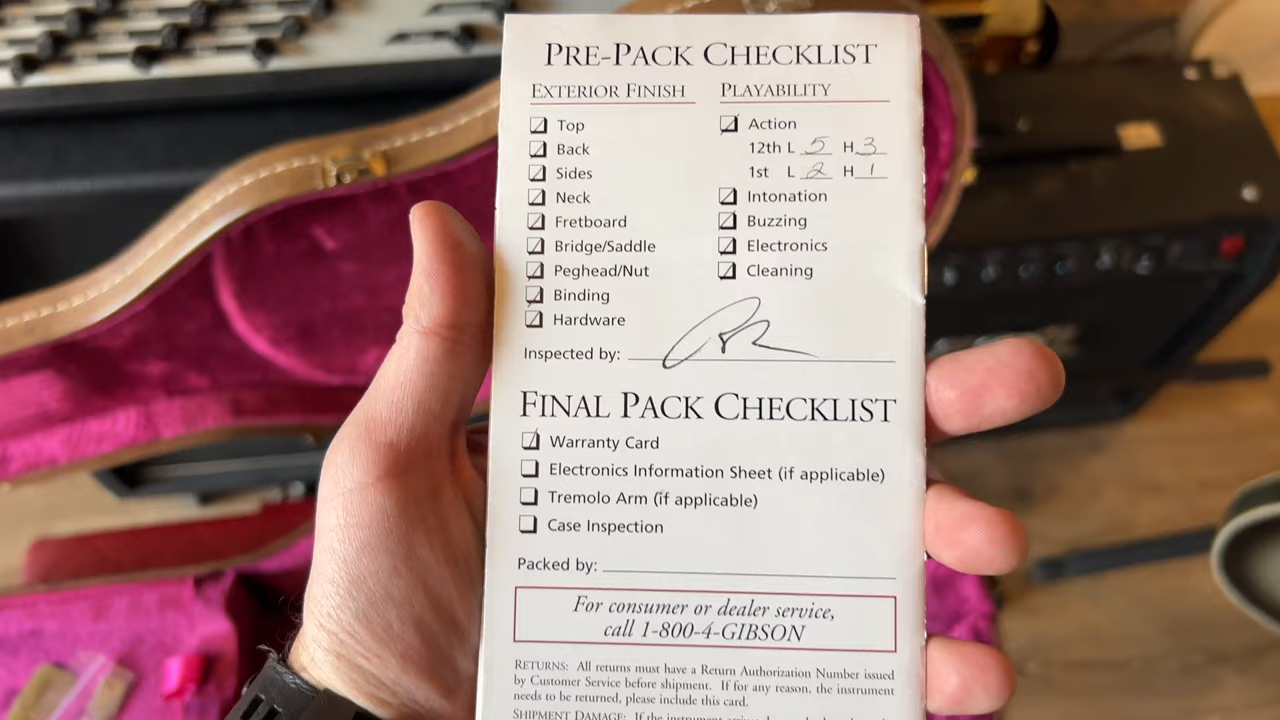 PRE-PACK CHECKLIST
EXTERIOR FINISH
Top
Back
Sides
Neck
Fretboard
Bridge/Saddle
Peghead/Nut
Binding
Hardware
PLAYABILITY
Action
12th L 5 H 3
1st L 2 H 1
Intonation
Buzzing
Electronics
Cleaning
Inspected by:
FINAL PACK CHECKLIST
Warranty Card
Electronics Information Sheet (if applicable)
Tremolo Arm (if applicable)
Case Inspection
Packed by:
For consumer or dealer service,
call 1-800-4-GIBSON
RETURNS: All returns must have a Return Authorization Number issued
by Customer Service before shipment. If for any reason, the instrument
needs to be returned, please include this card.
SHIPMENT DAMAGE: If the instrument